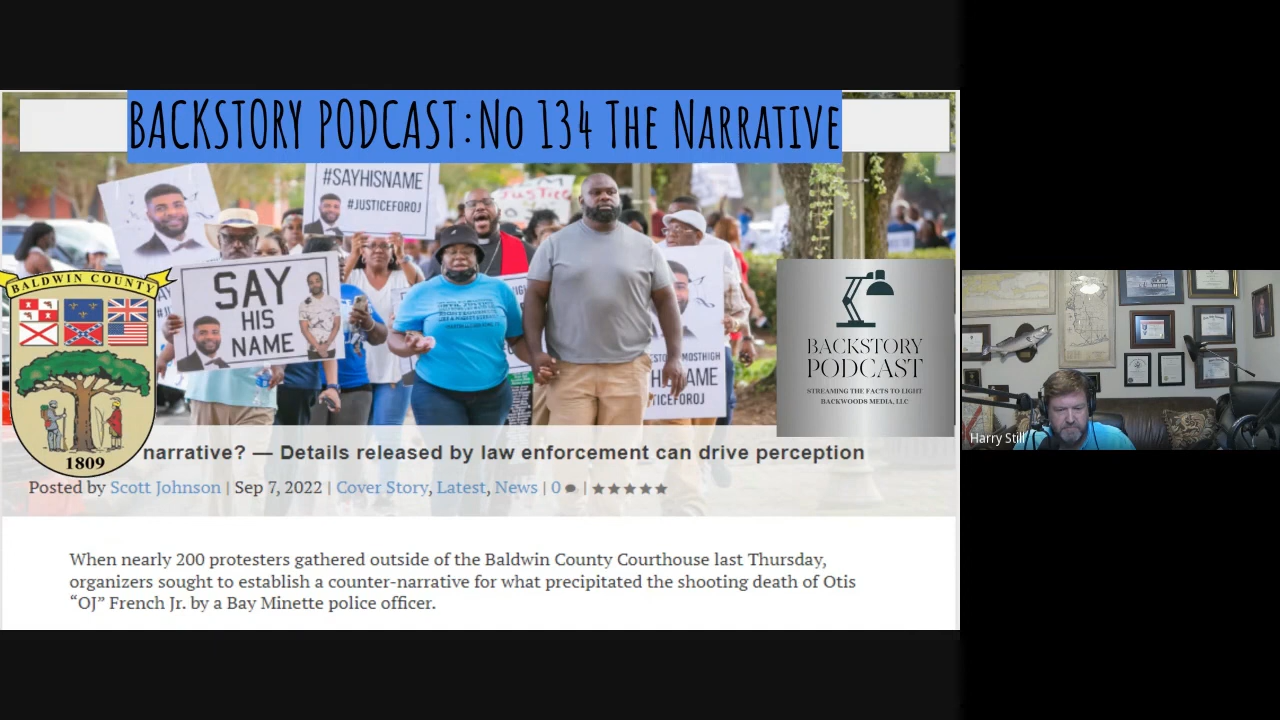 BACKSTORY PODCAST: No 134 The Narrative
#SAYHISNAME
#JUSTICEFOROJ
JUSTICE
SAY
HIS
NAME
NAME
BALDWIN COUNTY
1809
BACKSTORY
PODCAST
STREAMING THE FACTS TO LIGHT
BACKWOODS MEDIA, LLC
narrative? — Details released by law enforcement can drive perception
Posted by Scott Johnson | Sep 7, 2022 | Cover Story, Latest, News | 0 | ★★★★★
When nearly 200 protesters gathered outside of the Baldwin County Courthouse last Thursday,
organizers sought to establish a counter-narrative for what precipitated the shooting death of Otis
“OJ” French Jr. by a Bay Minette police officer.
Harry Still